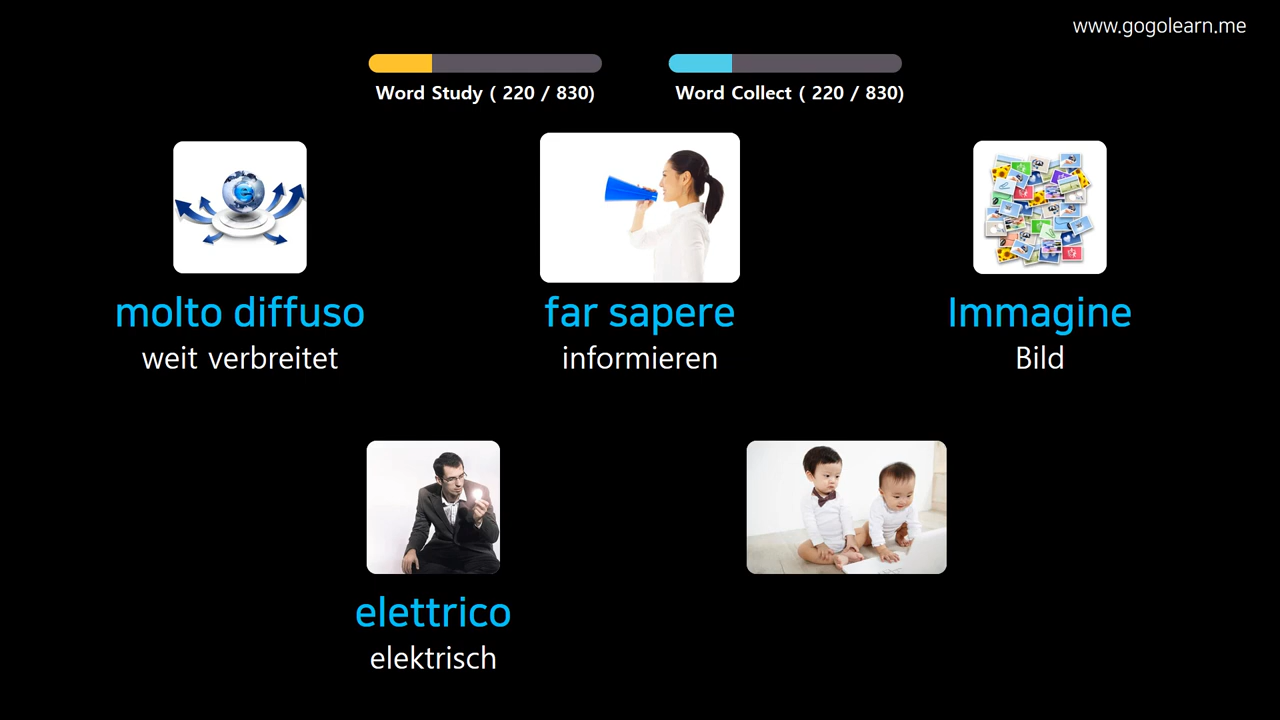 www.gogolearn.me
Word Study ( 220 / 830)
Word Collect ( 220 / 830)
molto diffuso
weit verbreitet
far sapere
informieren
Immagine
Bild
elettrico
elektrisch